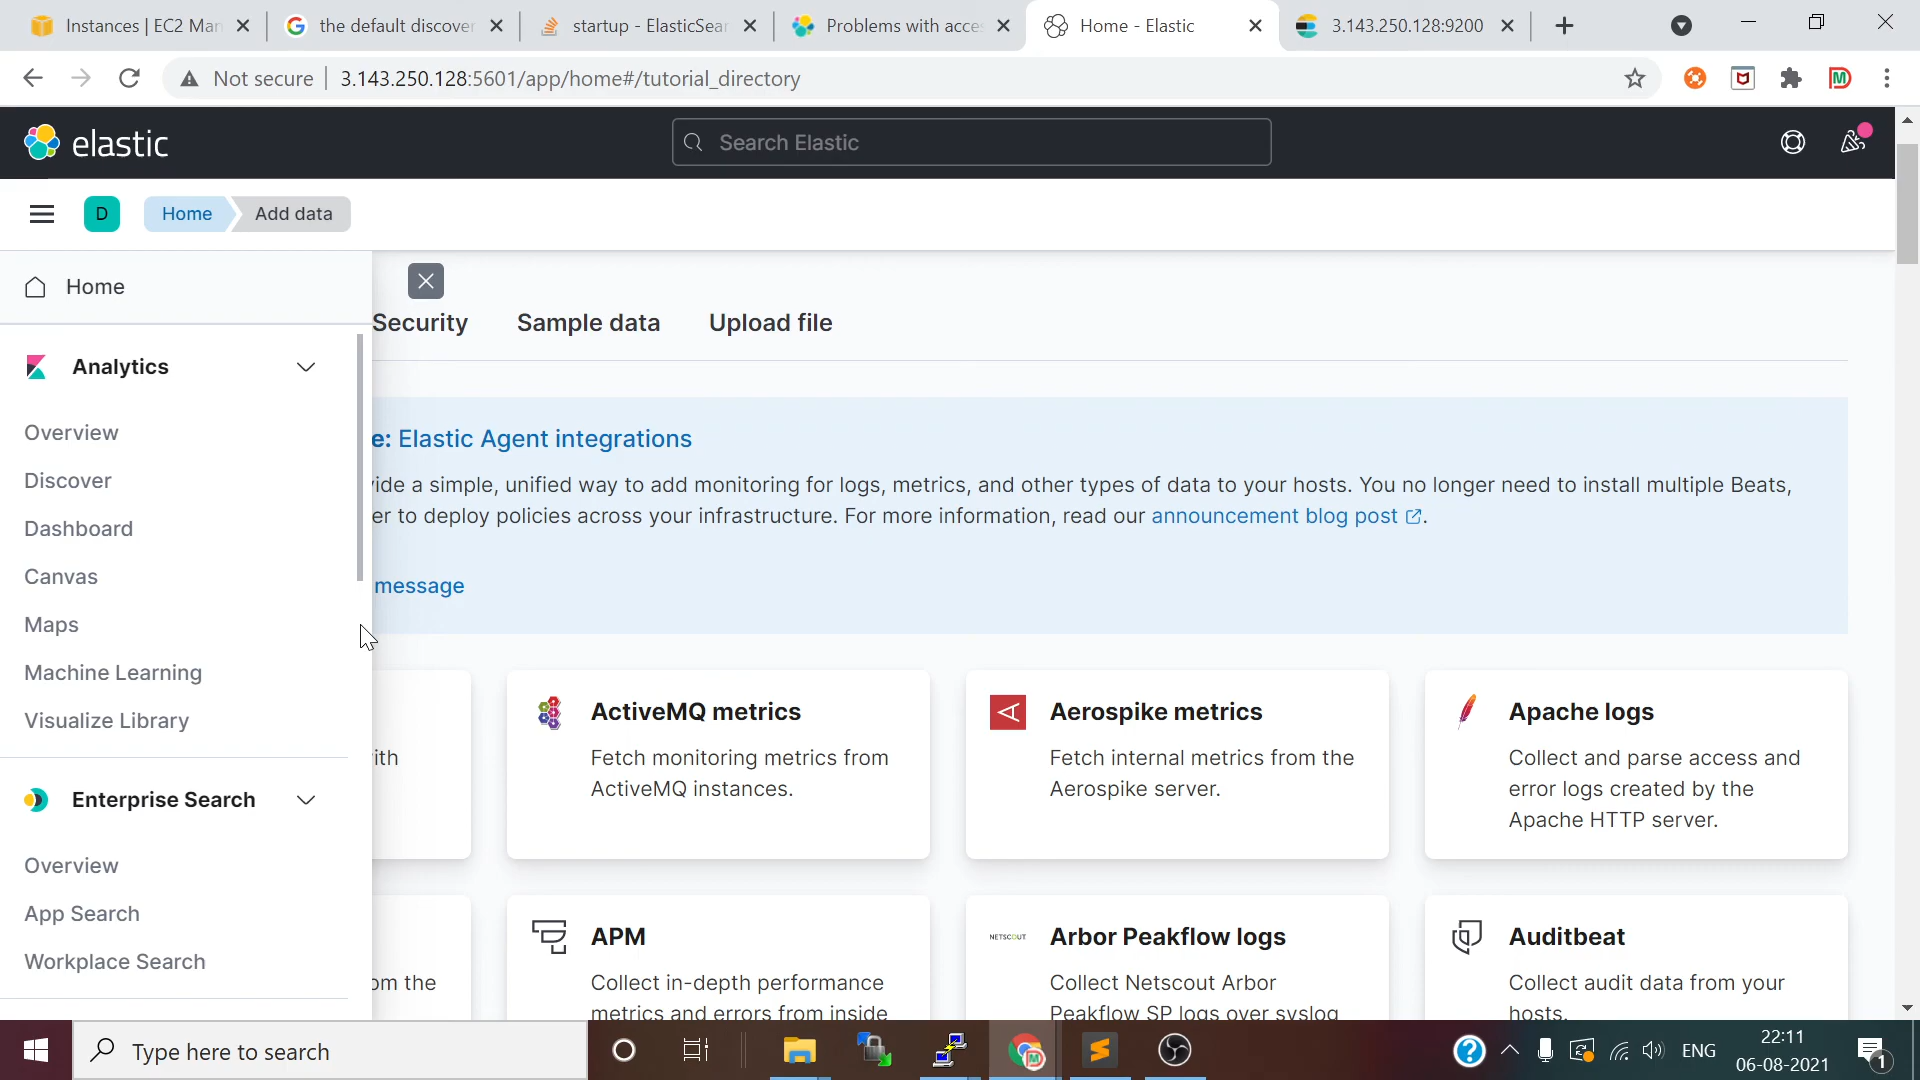 Instances | EC2 Man
the default discover
startup - ElasticSear
Problems with acces
Home - Elastic
3.143.250.128:9200
Not secure
3.143.250.128:5601/app/home#/tutorial_directory
elastic
Search Elastic
D
Home
Add data
Home
Security
Sample data
Upload file
Analytics
Overview
Discover
Dashboard
Canvas
Maps
Machine Learning
Visualize Library
Enterprise Search
Overview
App Search
Workplace Search
e: Elastic Agent integrations
ide a simple, unified way to add monitoring for logs, metrics, and other types of data to your hosts. You no longer need to install multiple Beats,
er to deploy policies across your infrastructure. For more information, read our announcement blog post.
message
ith
ActiveMQ metrics
Fetch monitoring metrics from
ActiveMQ instances.
Aerospike metrics
Fetch internal metrics from the
Aerospike server.
Apache logs
Collect and parse access and
error logs created by the
Apache HTTP server.
om the
APM
Collect in-depth performance
metrics and errors from inside
NETSCOUT
Arbor Peakflow logs
Collect Netscout Arbor
Peakflow SP logs over syslog
Auditbeat
Collect audit data from your
hosts.
Type here to search
ENG
22:11
06-08-2021
1